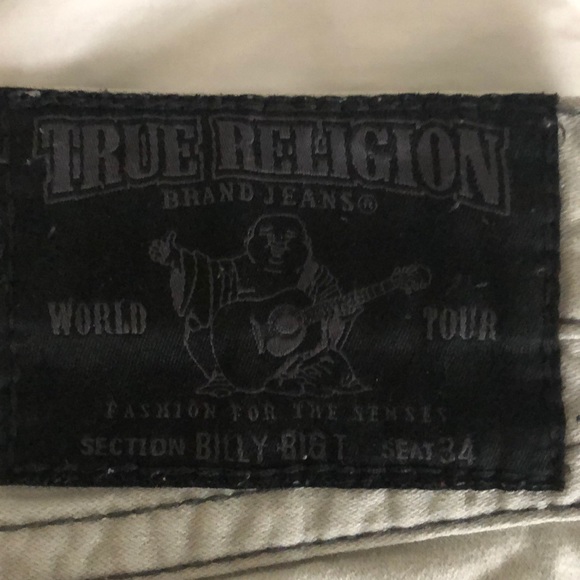 TRUE RELIGION
BRAND JEANS®
WORLD TOUR
FASHION FOR THE SENSES
SECTION BILLY BIG T SEAT 34